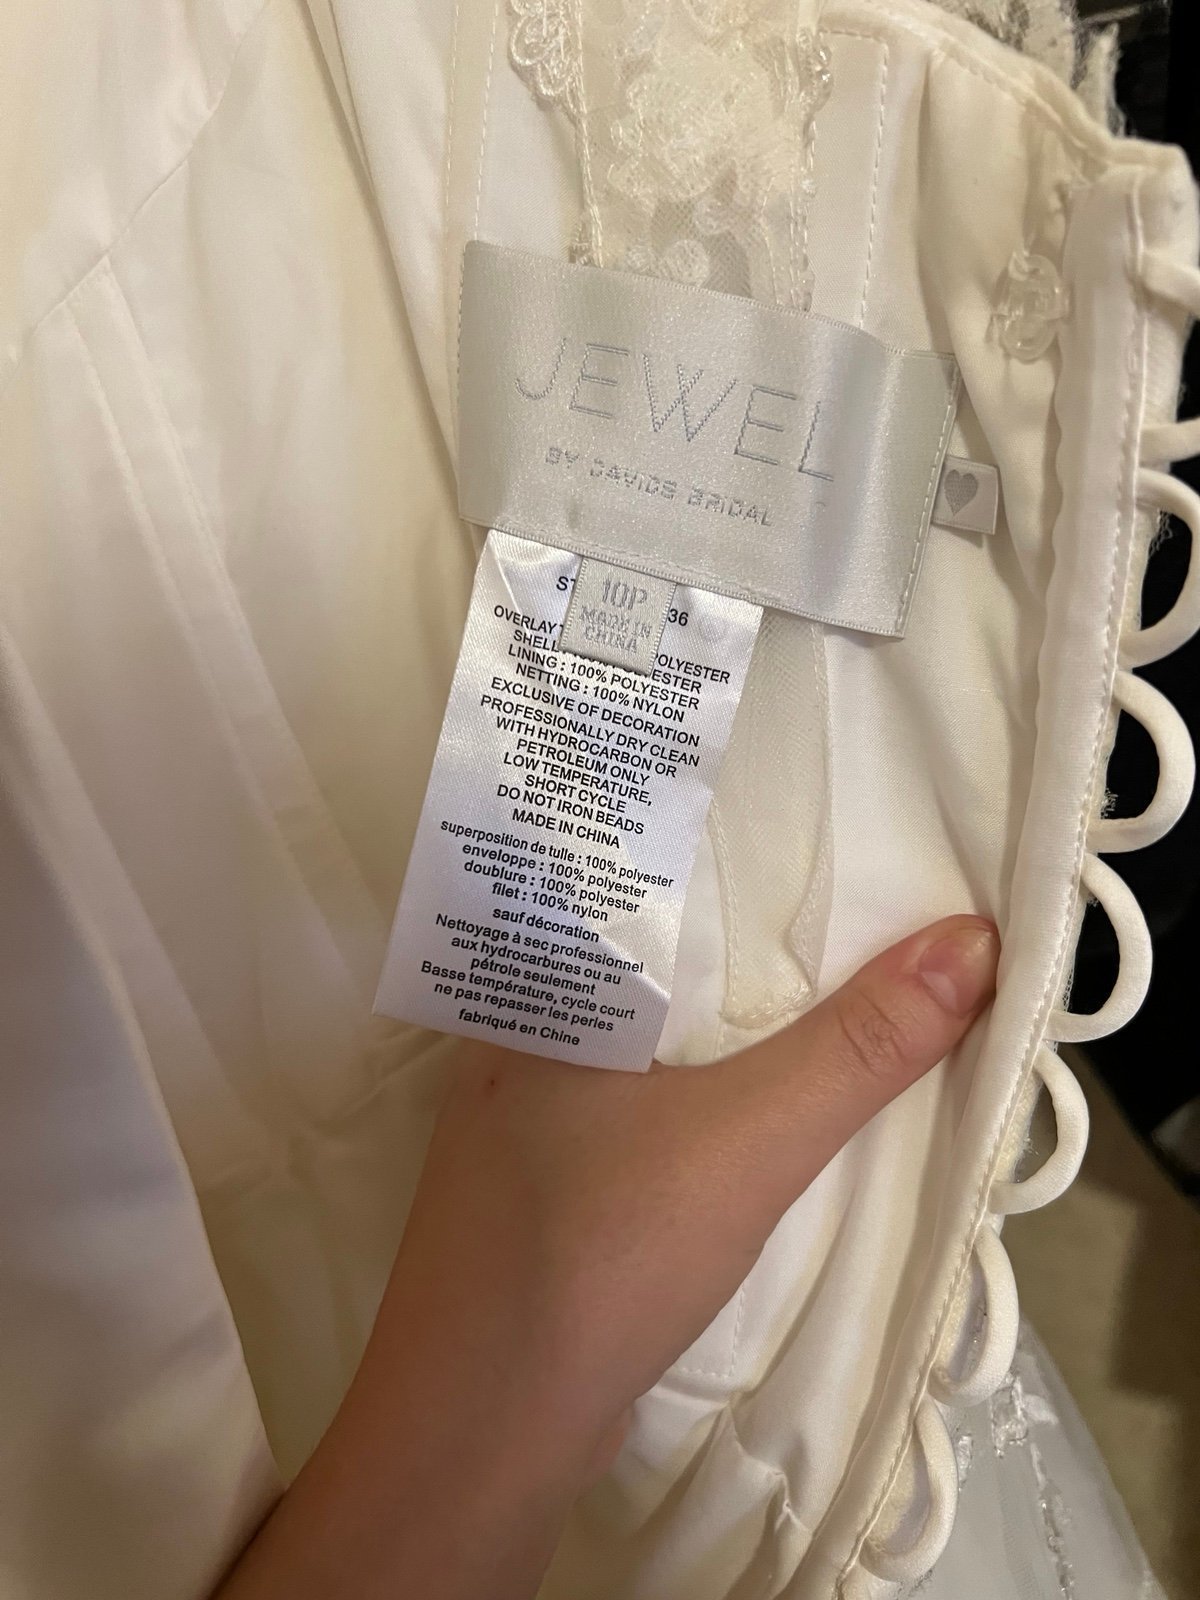 JEWEL
BY DAVIDS BRIDAL
10P
MADE IN
CHINA
ST 36
OVERLAY OLYESTER
SHELL ESTER
LINING : 100% POLYESTER
NETTING : 100% NYLON
EXCLUSIVE OF DECORATION
PROFESSIONALLY DRY CLEAN
WITH HYDROCARBON OR
PETROLEUM ONLY
LOW TEMPERATURE,
SHORT CYCLE
DO NOT IRON BEADS
MADE IN CHINA
superposition de tulle : 100% polyester
enveloppe : 100% polyester
doublure : 100% polyester
filet : 100% nylon
sauf décoration
Nettoyage à sec professionnel
aux hydrocarbures ou au
pétrole seulement
Basse température, cycle court
ne pas repasser les perles
fabriqué en Chine